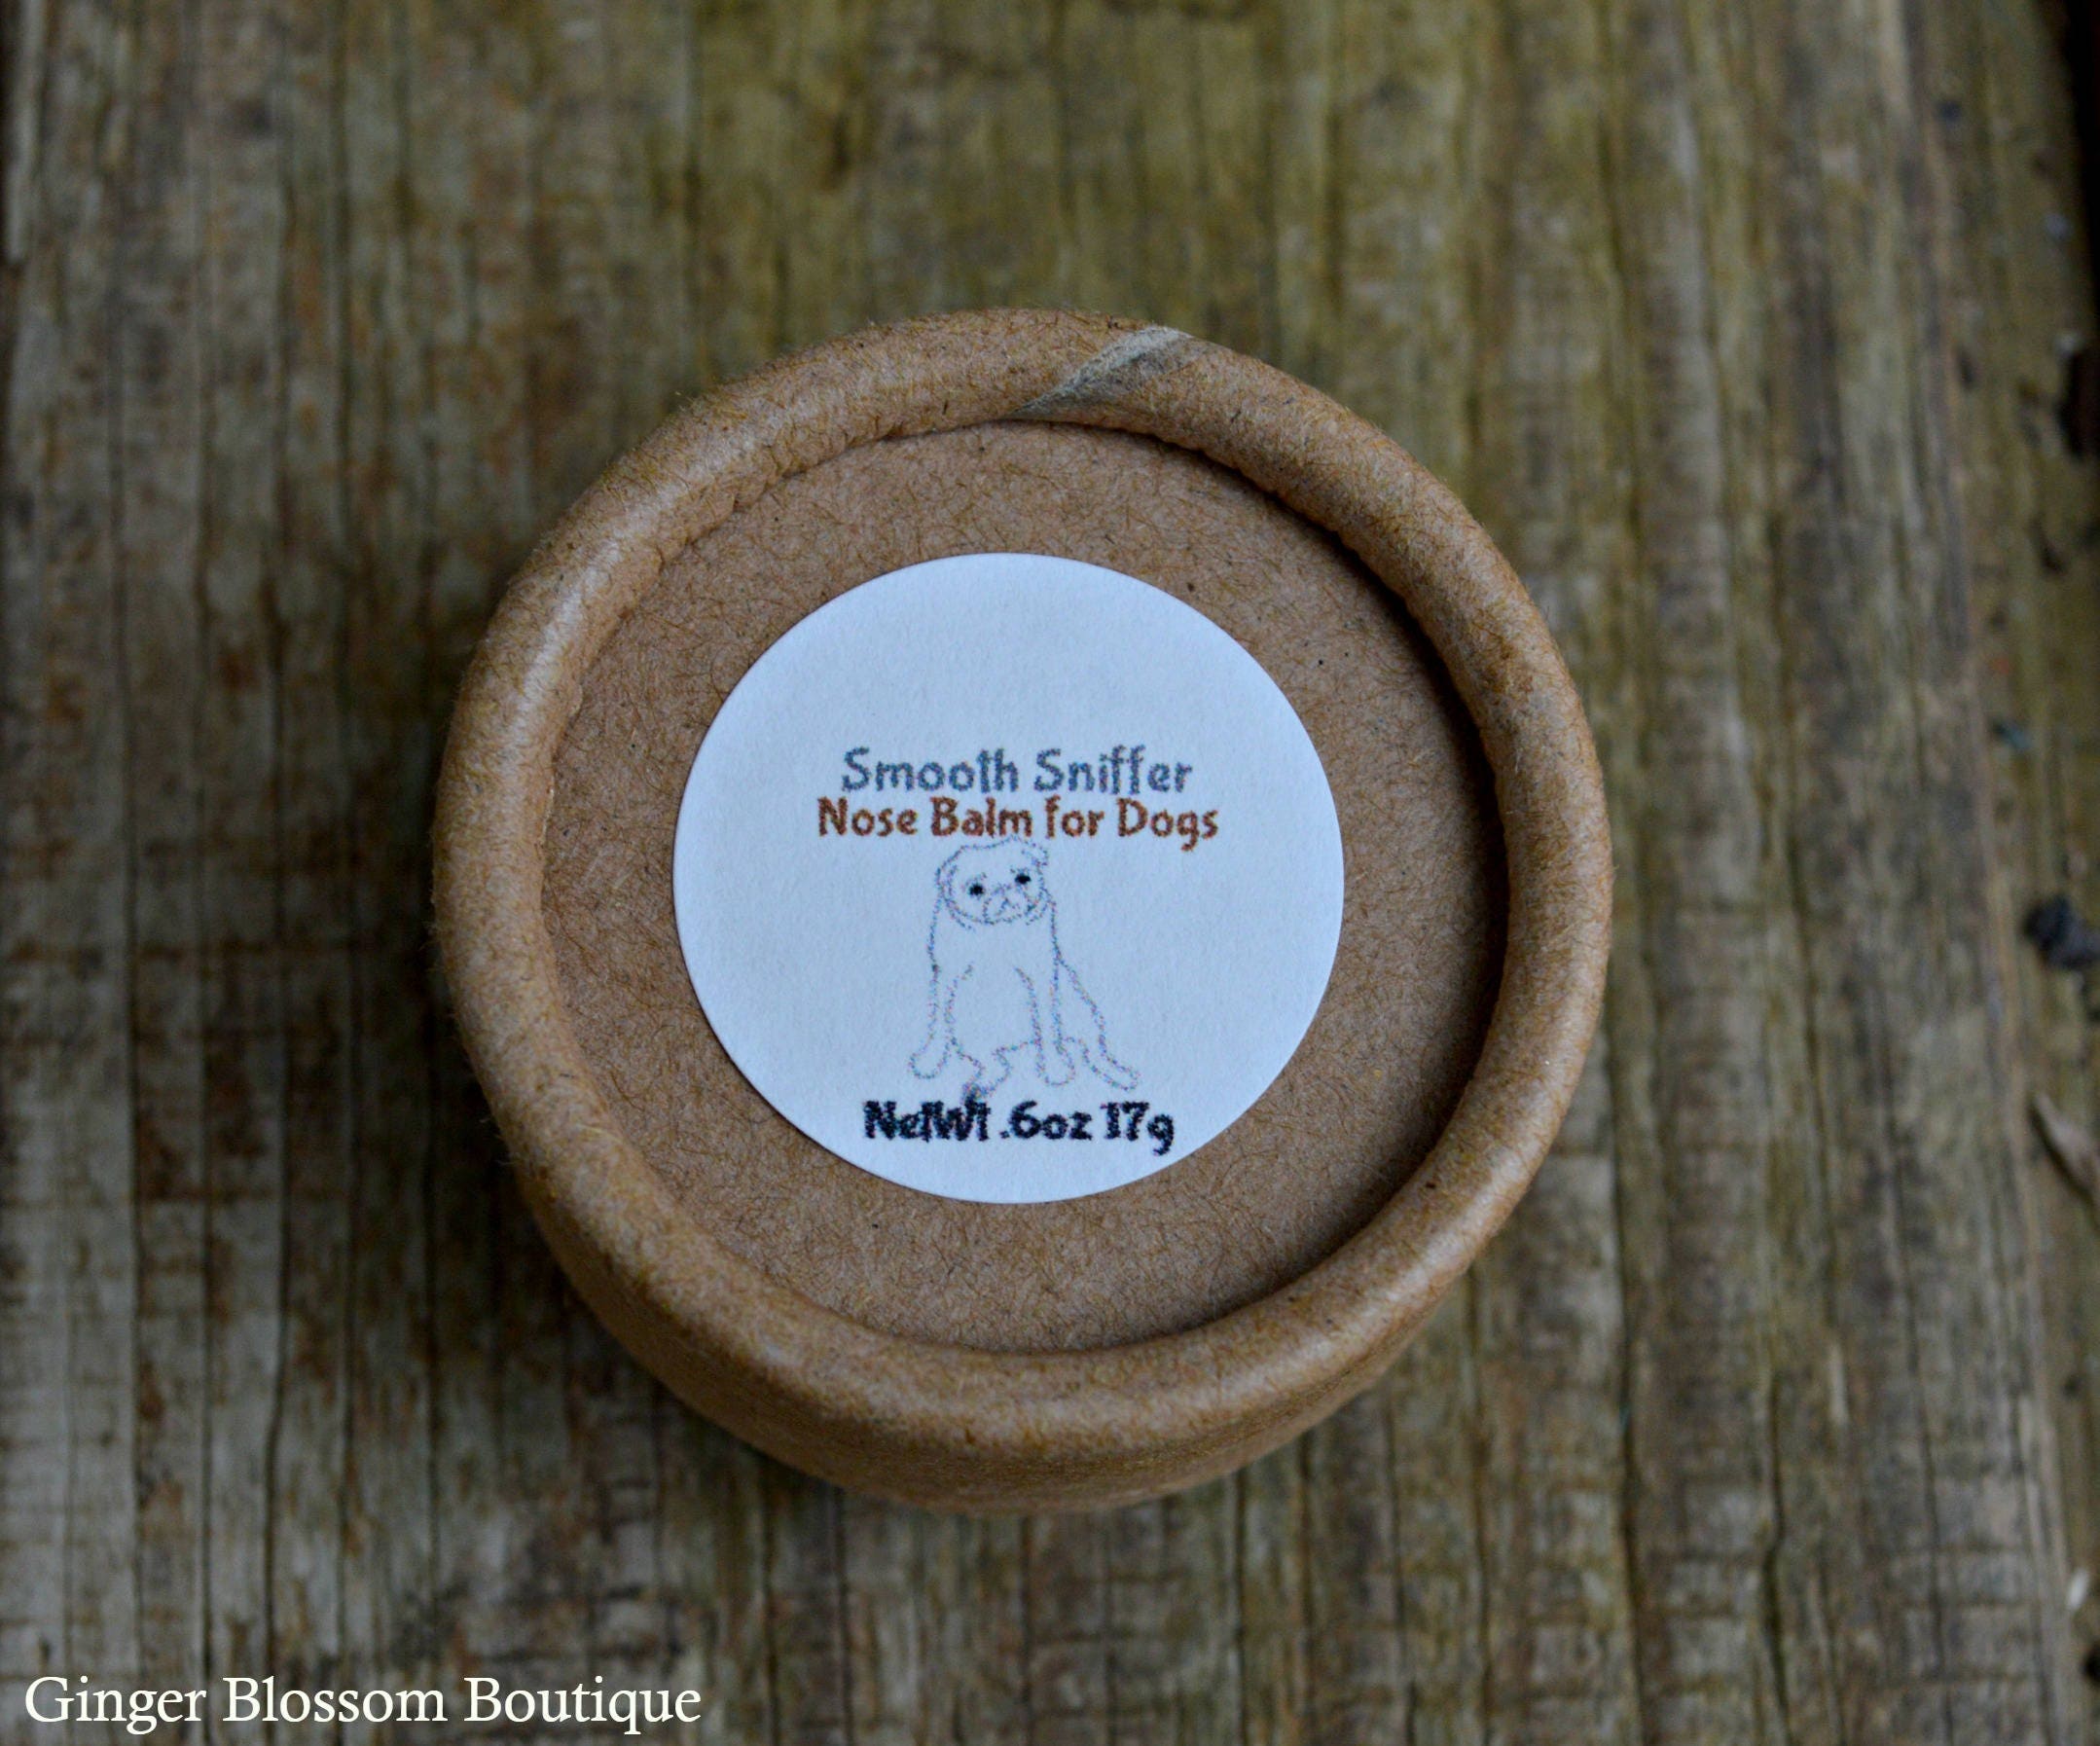 Smooth Sniffer
Nose Balm for Dogs
NetWt .6oz 17g
Ginger Blossom Boutique